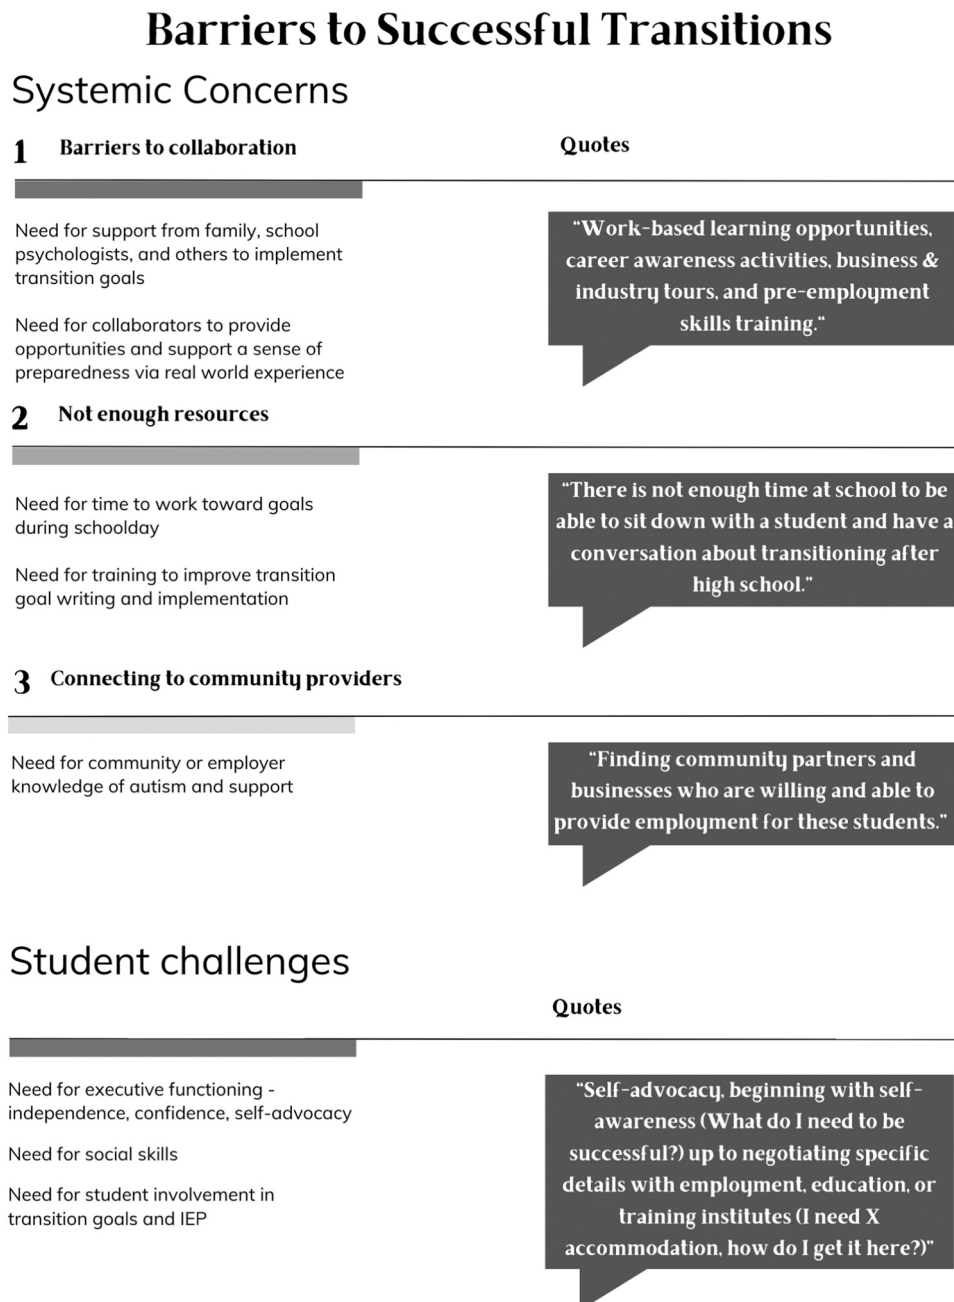 Barriers to Successful Transitions
Systemic Concerns
1 Barriers to collaboration
Quotes
Need for support from family, school
psychologists, and others to implement
transition goals
Need for collaborators to provide
opportunities and support a sense of
preparedness via real world experience
“Work-based learning opportunities,
career awareness activities, business &
industry tours, and pre-employment
skills training.“
2 Not enough resources
Need for time to work toward goals
during schoolday
Need for training to improve transition
goal writing and implementation
“There is not enough time at school to be
able to sit down with a student and have a
conversation about transitioning after
high school.”
3 Connecting to community providers
Need for community or employer
knowledge of autism and support
“Finding community partners and
businesses who are willing and able to
provide employment for these students.”
Student challenges
Quotes
Need for executive functioning -
independence, confidence, self-advocacy
Need for social skills
Need for student involvement in
transition goals and IEP
“Self-advocacy, beginning with self-
awareness (What do I need to be
successful?) up to negotiating specific
details with employment, education, or
training institutes (I need X
accommodation, how do I get it here?)”